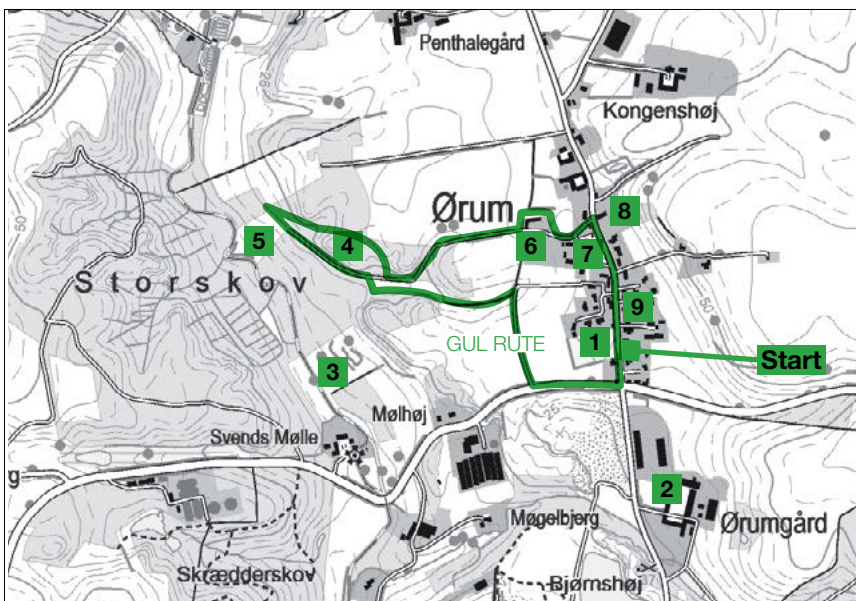 Penthalegård
Kongenshøj
50
Ørum
8
5
4
6
7
Storskov
50
9
GUL RUTE
1
Start
3
Mølhøj
Svends Mølle
g
2
Møgelbjerg
Ørumgård
Skrædderskov
Bjørnshøj